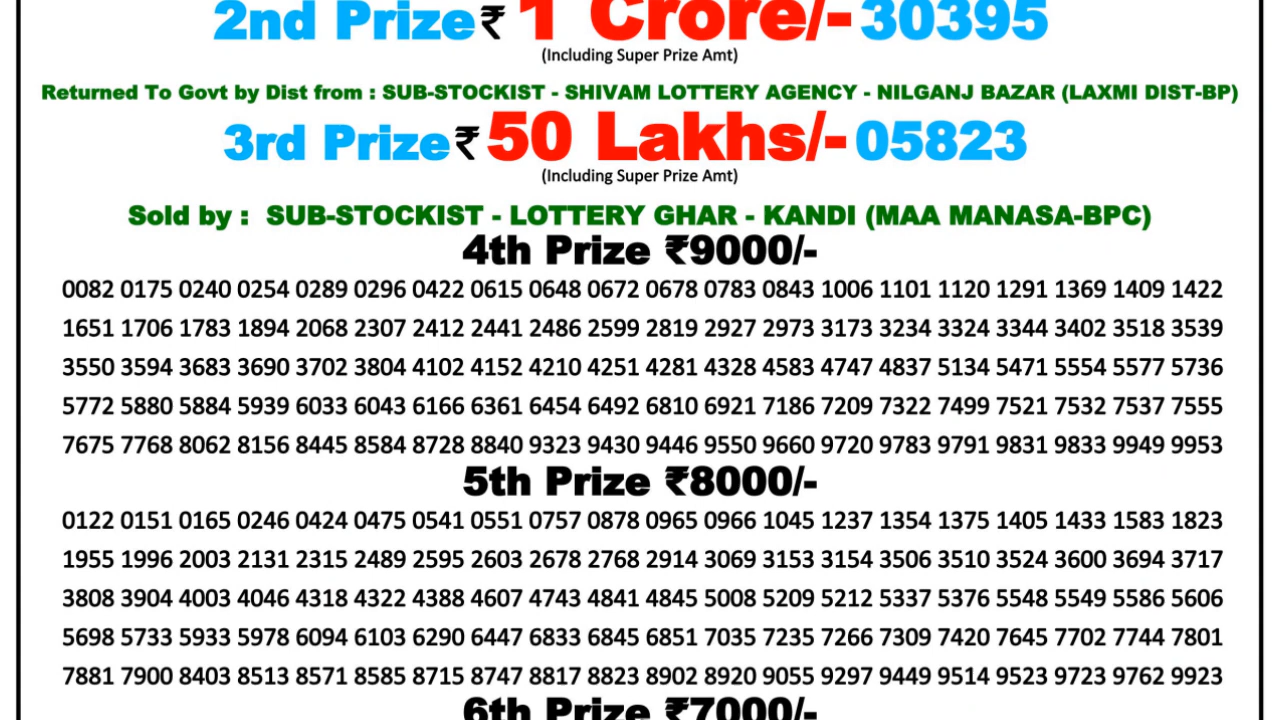 2nd Prize ₹ 1 Crore/- 30395
(Including Super Prize Amt)
Returned To Govt by Dist from : SUB-STOCKIST - SHIVAM LOTTERY AGENCY - NILGANJ BAZAR (LAXMI DIST-BP)
3rd Prize ₹ 50 Lakhs/- 05823
(Including Super Prize Amt)
Sold by : SUB-STOCKIST - LOTTERY GHAR - KANDI (MAA MANASA-BPC)
4th Prize ₹9000/-
0082 0175 0240 0254 0289 0296 0422 0615 0648 0672 0678 0783 0843 1006 1101 1120 1291 1369 1409 1422
1651 1706 1783 1894 2068 2307 2412 2441 2486 2599 2819 2927 2973 3173 3234 3324 3344 3402 3518 3539
3550 3594 3683 3690 3702 3804 4102 4152 4210 4251 4281 4328 4583 4747 4837 5134 5471 5554 5577 5736
5772 5880 5884 5939 6033 6043 6166 6361 6454 6492 6810 6921 7186 7209 7322 7499 7521 7532 7537 7555
7675 7768 8062 8156 8445 8584 8728 8840 9323 9430 9446 9550 9660 9720 9783 9791 9831 9833 9949 9953
5th Prize ₹8000/-
0122 0151 0165 0246 0424 0475 0541 0551 0757 0878 0965 0966 1045 1237 1354 1375 1405 1433 1583 1823
1955 1996 2003 2131 2315 2489 2595 2603 2678 2768 2914 3069 3153 3154 3506 3510 3524 3600 3694 3717
3808 3904 4003 4046 4318 4322 4388 4607 4743 4841 4845 5008 5209 5212 5337 5376 5548 5549 5586 5606
5698 5733 5933 5978 6094 6103 6290 6447 6833 6845 6851 7035 7235 7266 7309 7420 7645 7702 7744 7801
7881 7900 8403 8513 8571 8585 8715 8747 8817 8823 8902 8920 9055 9297 9449 9514 9523 9723 9762 9923
6th Prize ₹7000/-